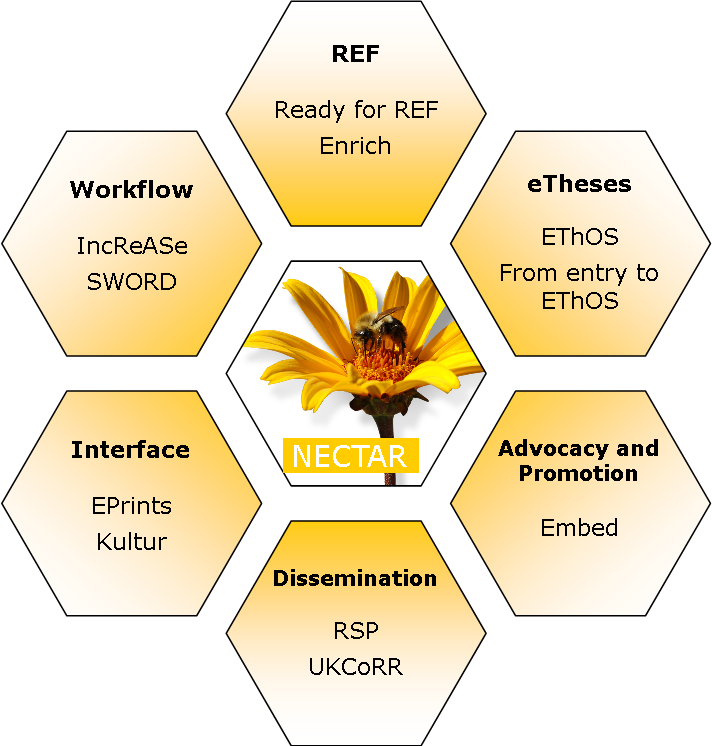 REF
Ready for REF
Enrich
Workflow
IncReASe
SWORD
eTheses
EThOS
From entry to
EThOS
NECTAR
Interface
EPrints
Kultur
Advocacy and
Promotion
Embed
Dissemination
RSP
UKCoRR